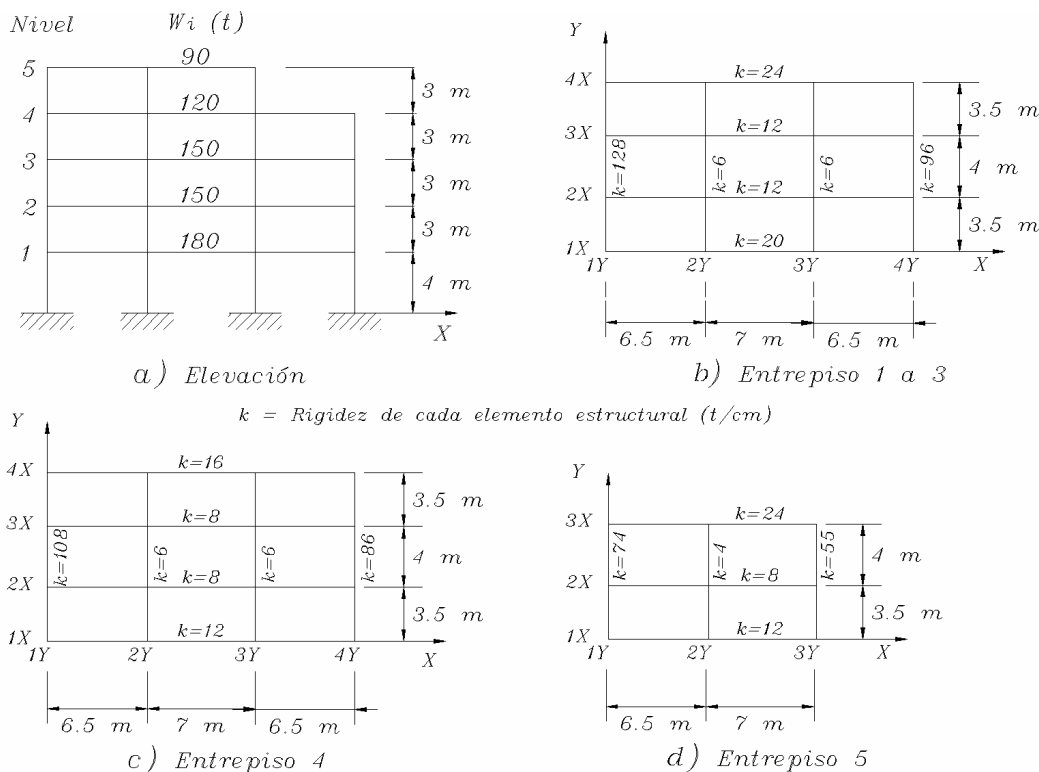 Nivel Wi (t)
5 90
4 120
3 150
2 150
1 180
3 m
3 m
3 m
3 m
4 m
X
a) Elevación
Y
4X k=24
3X k=12
2X k=12
1X k=20
k=128 k=6 k=6 k=96
3.5 m
4 m
3.5 m
1Y 2Y 3Y 4Y X
6.5 m 7 m 6.5 m
b) Entrepiso 1 a 3
k = Rigidez de cada elemento estructural (t/cm)
Y
4X k=16
3X k=8
2X k=8
1X k=12
k=108 k=6 k=6 k=86
3.5 m
4 m
3.5 m
1Y 2Y 3Y 4Y X
6.5 m 7 m 6.5 m
c) Entrepiso 4
Y
3X k=24
2X k=8
1X k=12
k=74 k=4 k=55
4 m
3.5 m
1Y 2Y 3Y X
6.5 m 7 m
d) Entrepiso 5